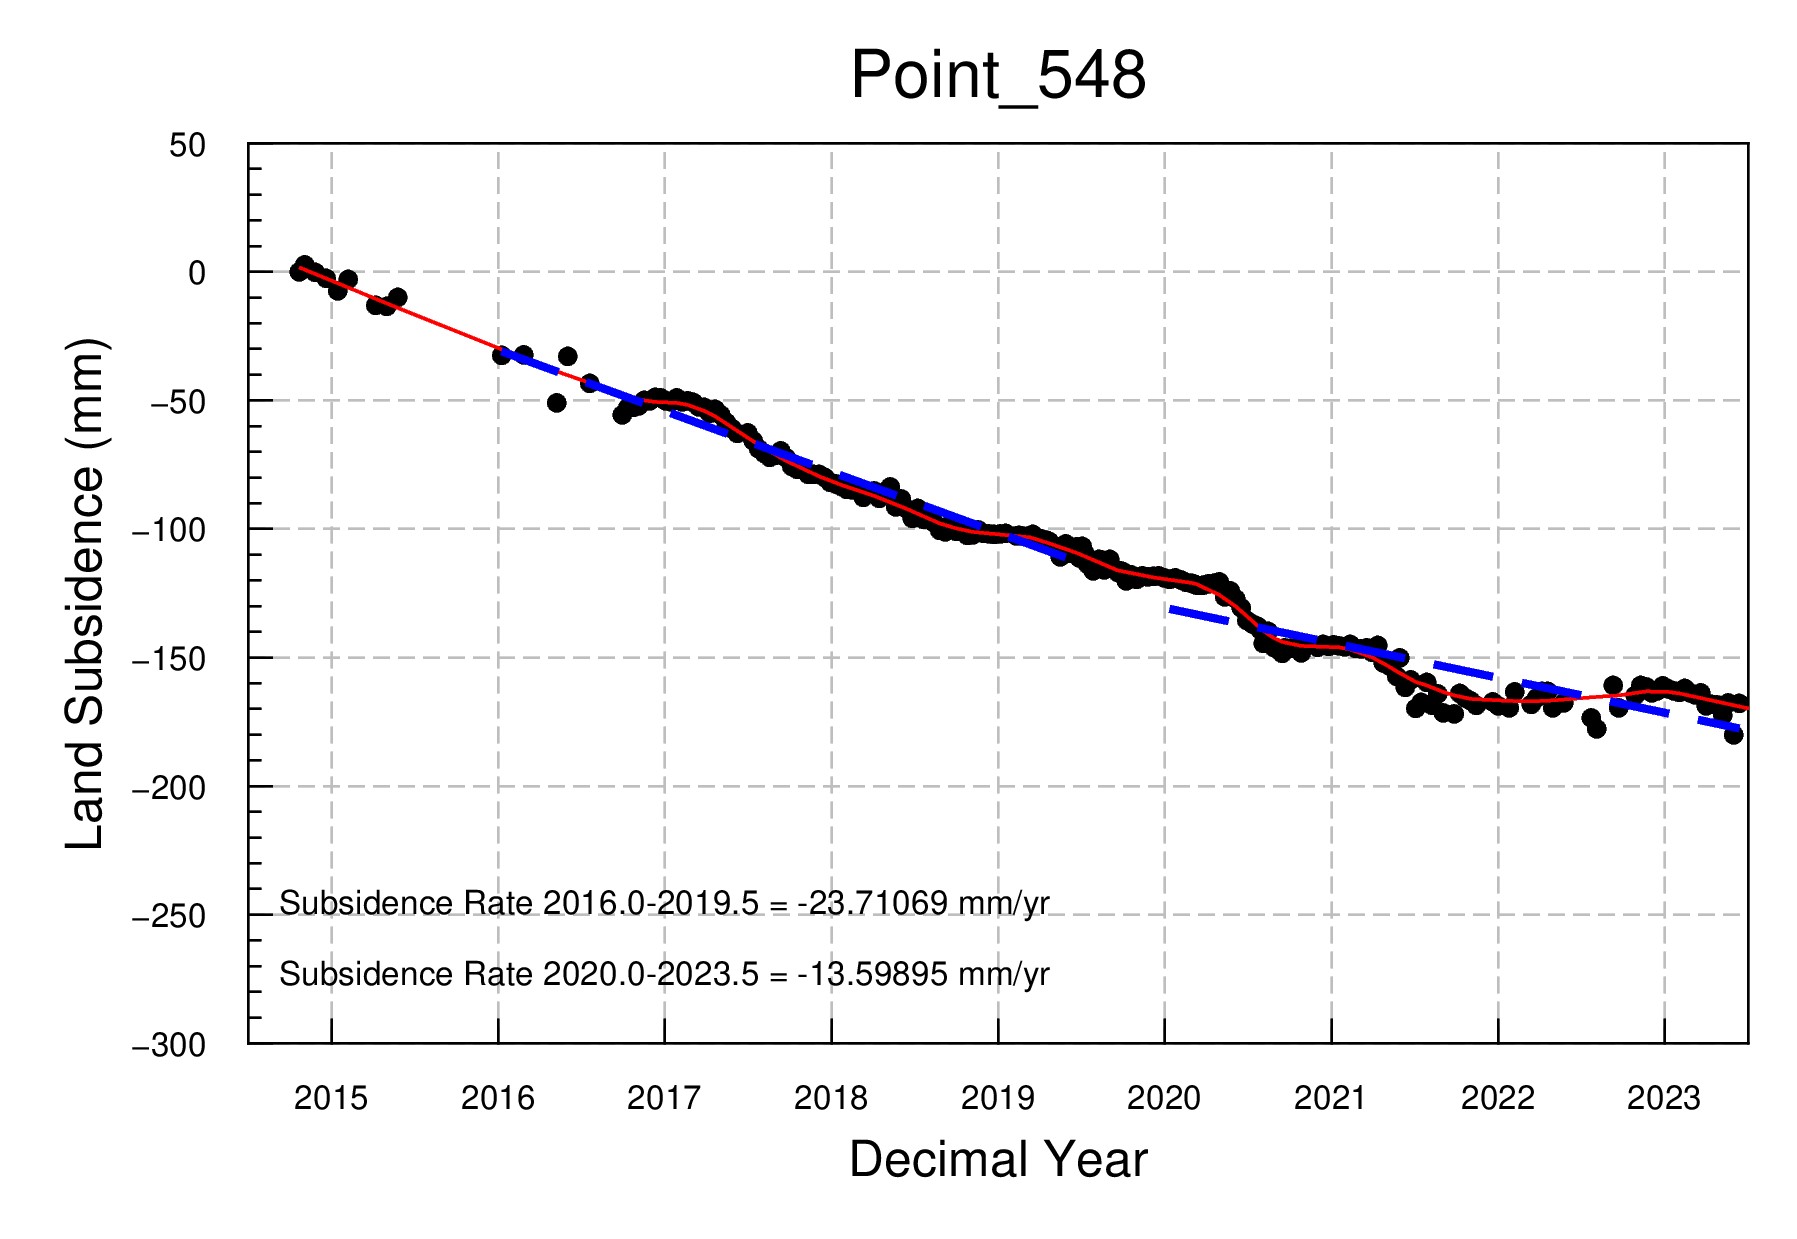 Point_548
50
0
−50
−100
−150
−200
−250
−300
Land Subsidence (mm)
Subsidence Rate 2016.0-2019.5 = -23.71069 mm/yr
Subsidence Rate 2020.0-2023.5 = -13.59895 mm/yr
2015 2016 2017 2018 2019 2020 2021 2022 2023
Decimal Year